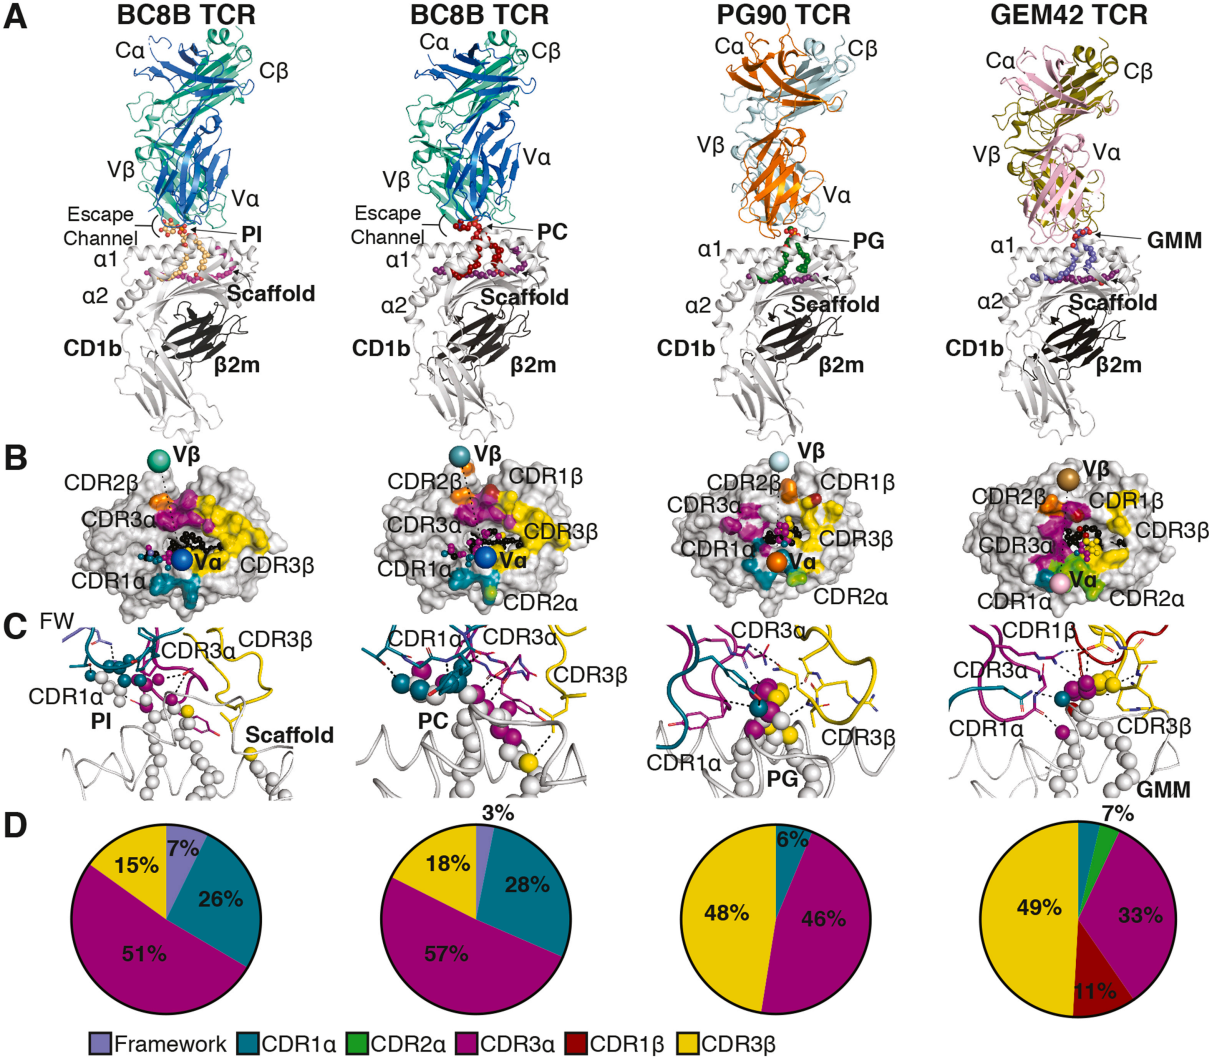 A
BC8B TCR
BC8B TCR
PG90 TCR
GEM42 TCR
Cα
Cβ
Vβ
Vα
Escape
Channel
PI
α1
α2
Scaffold
CD1b
β2m
Cα
Cβ
Vβ
Vα
Escape
Channel
PC
α1
α2
Scaffold
CD1b
β2m
Cα
Cβ
Vβ
Vα
PG
α1
α2
Scaffold
CD1b
β2m
Cα
Cβ
Vβ
Vα
GMM
α1
α2
Scaffold
CD1b
β2m
B
Vβ
CDR2β
CDR3α
Vα
CDR1α
CDR3β
Vβ
CDR2β
CDR1β
CDR3α
CDR3β
Vα
CDR1α
CDR2α
Vβ
CDR2β
CDR1β
CDR3α
CDR3β
CDR1α
Vα
CDR2α
Vβ
CDR2β
CDR1β
CDR3β
CDR3α
Vα
CDR1α
CDR2α
C
FW
CDR3β
CDR3α
CDR1α
PI
Scaffold
CDR1α
CDR3α
CDR3β
PC
CDR3α
CDR3β
CDR1α
PG
CDR1β
CDR3α
CDR1α
CDR3β
GMM
D
7%
15%
26%
51%
3%
18%
28%
57%
6%
48%
46%
7%
49%
33%
11%
Framework
CDR1α
CDR2α
CDR3α
CDR1β
CDR3β